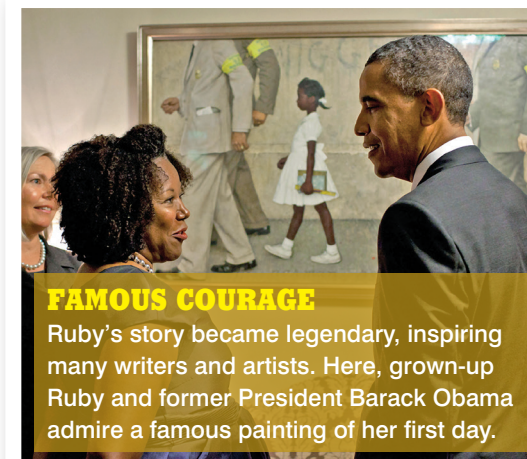 FAMOUS COURAGE
Ruby's story became legendary, inspiring
many writers and artists. Here, grown-up
Ruby and former President Barack Obama
admire a famous painting of her first day.